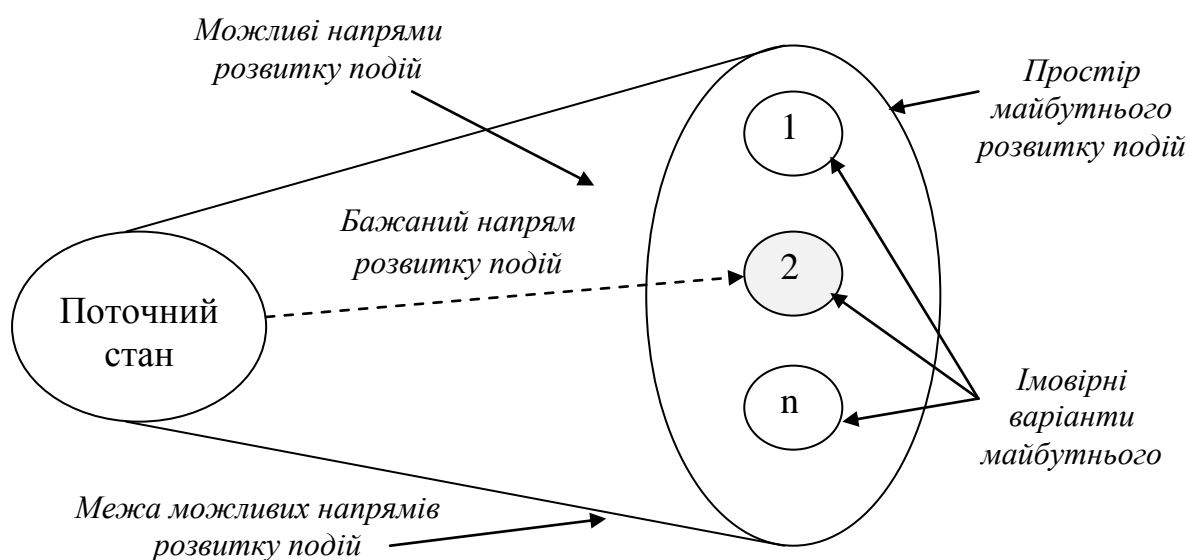 Можливі напрями
розвитку подій
Простір
майбутнього
розвитку подій
1
Бажаний напрям
розвитку подій
2
Поточний
стан
n
Імовірні
варіанти
майбутнього
Межа можливих напрямів
розвитку подій